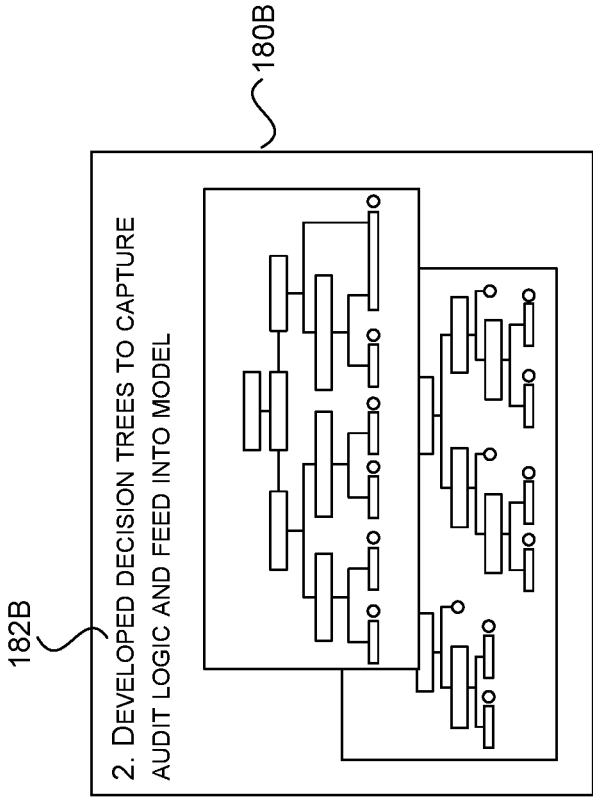 182B
2. DEVELOPED DECISION TREES TO CAPTURE
AUDIT LOGIC AND FEED INTO MODEL
180B